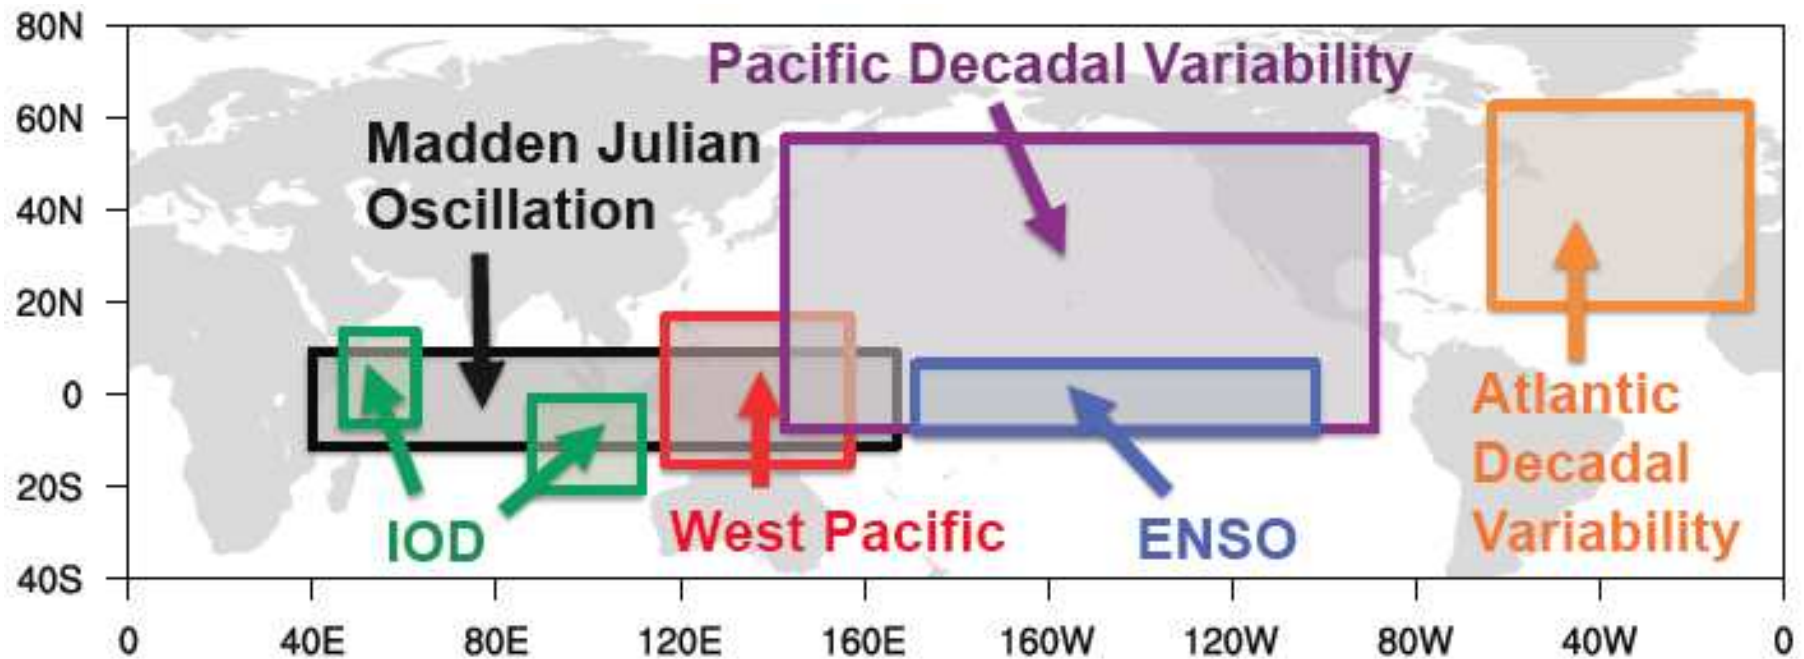 80N
60N
40N
20N
0
20S
40S
Pacific Decadal Variability
Madden Julian
Oscillation
IOD
West Pacific
ENSO
Atlantic
Decadal
Variability
0 40E 80E 120E 160E 160W 120W 80W 40W 0